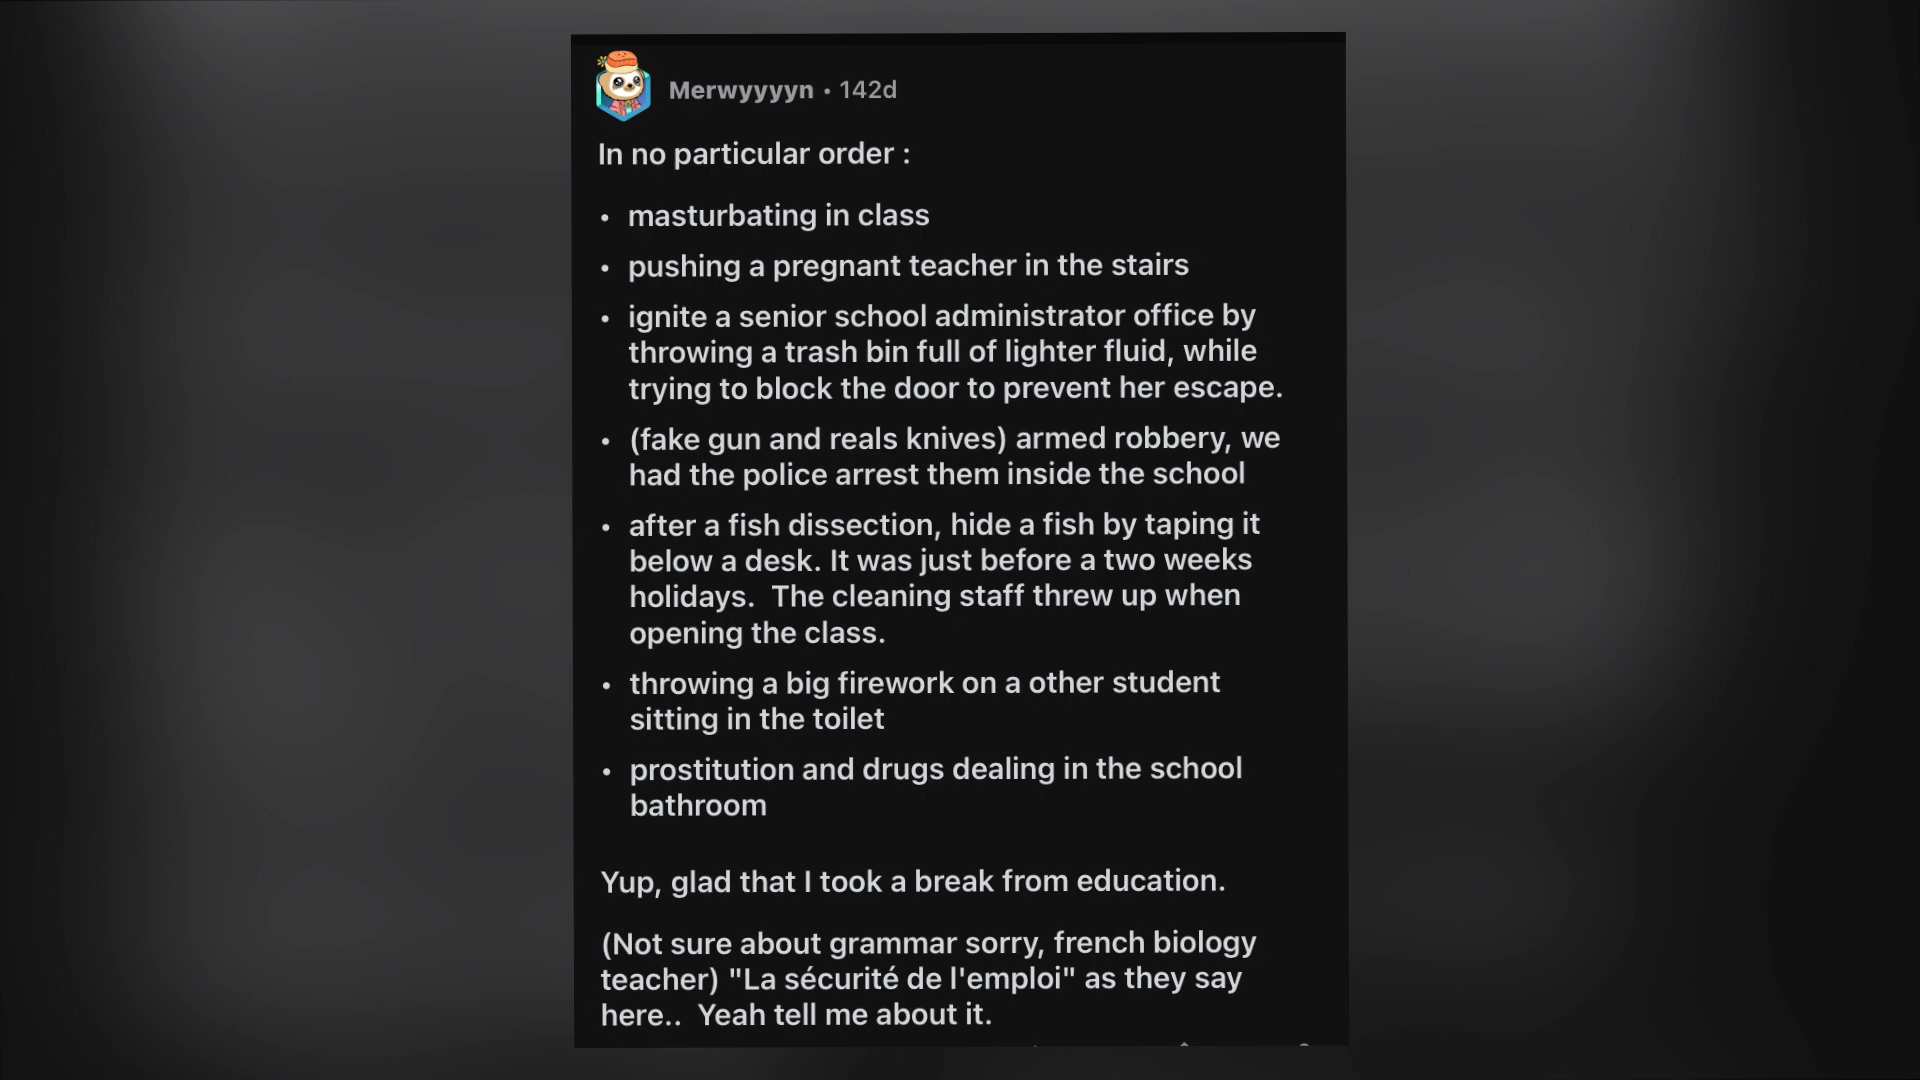 Merwyyyyn • 142d
In no particular order :
• masturbating in class
• pushing a pregnant teacher in the stairs
• ignite a senior school administrator office by
throwing a trash bin full of lighter fluid, while
trying to block the door to prevent her escape.
• (fake gun and reals knives) armed robbery, we
had the police arrest them inside the school
• after a fish dissection, hide a fish by taping it
below a desk. It was just before a two weeks
holidays.  The cleaning staff threw up when
opening the class.
• throwing a big firework on a other student
sitting in the toilet
• prostitution and drugs dealing in the school
bathroom
Yup, glad that I took a break from education.
(Not sure about grammar sorry, french biology
teacher) "La sécurité de l'emploi" as they say
here..  Yeah tell me about it.